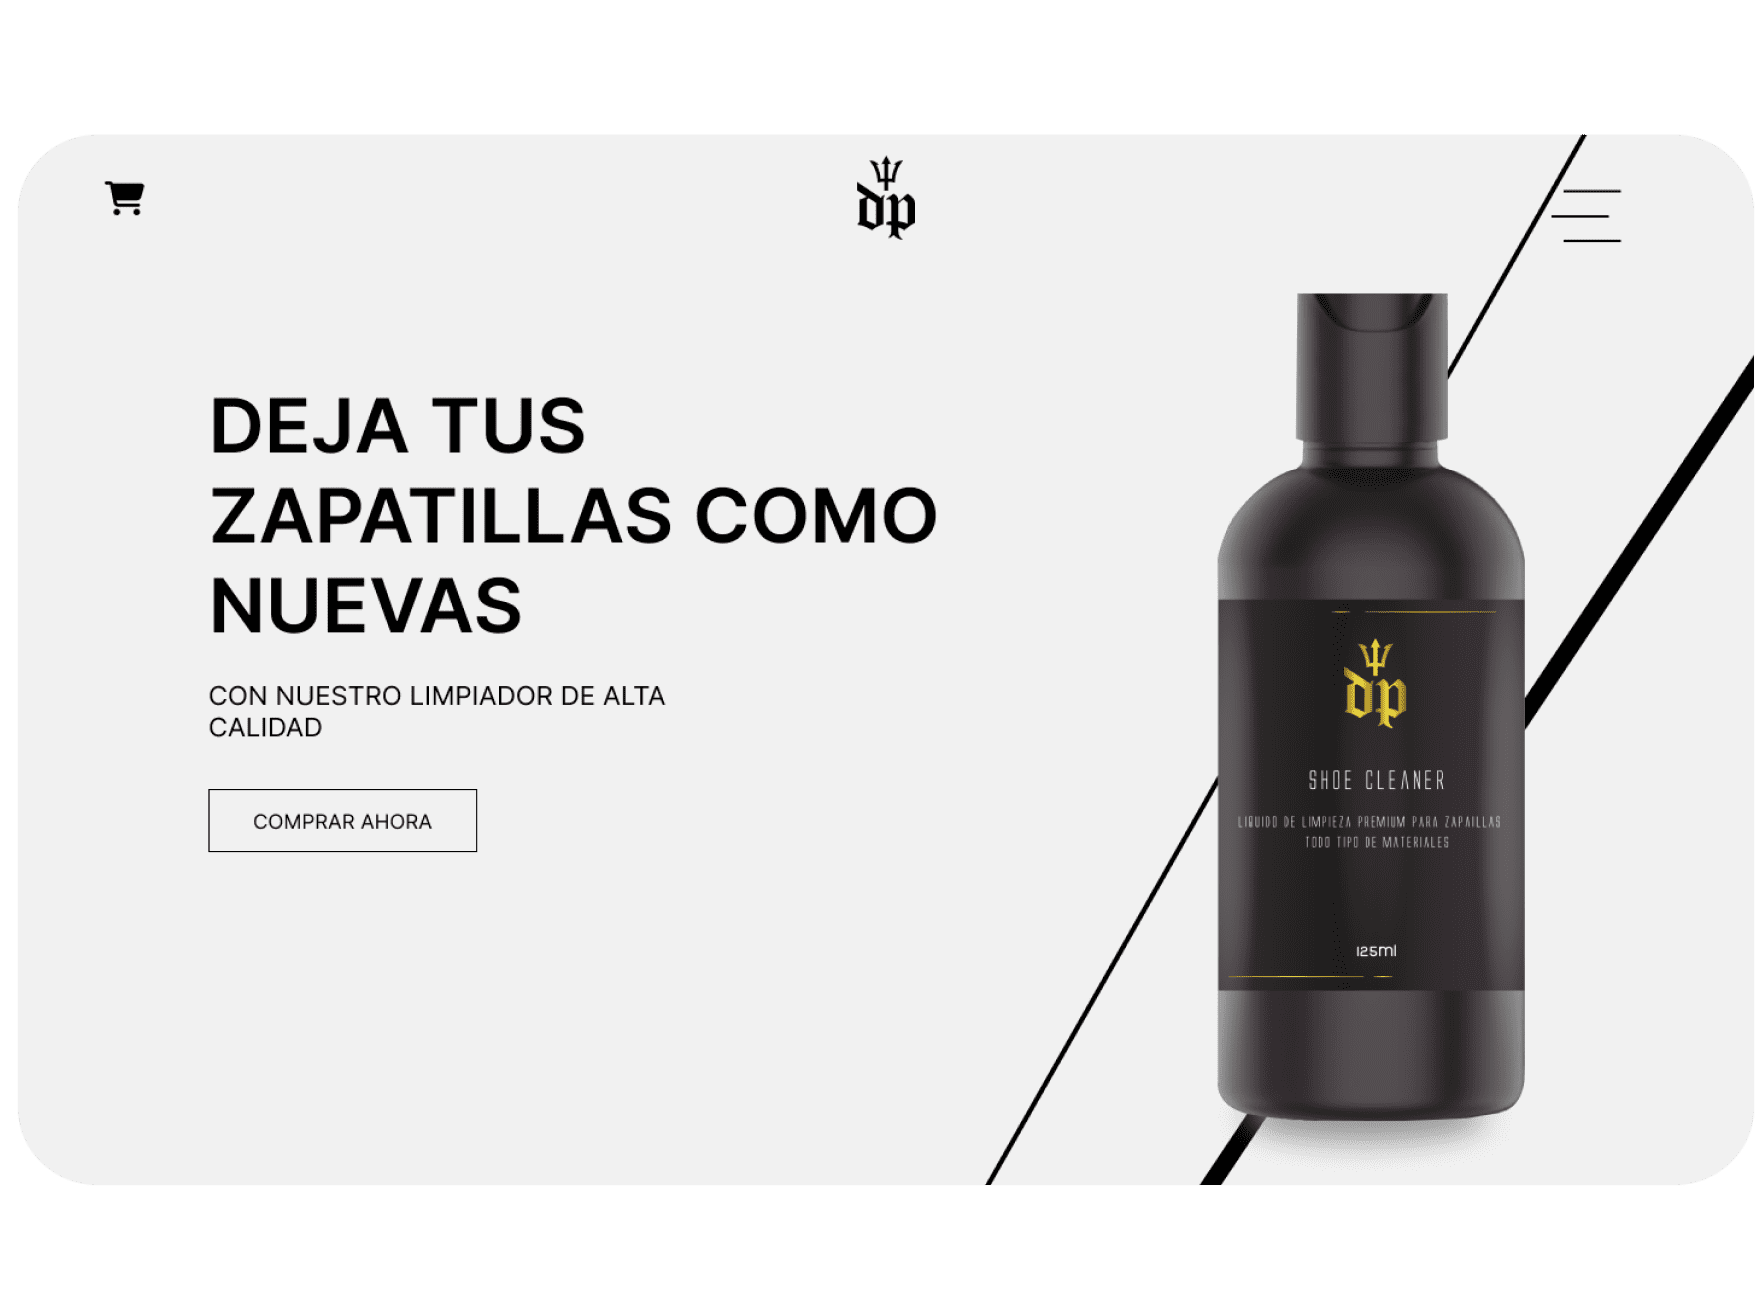 dp
DEJA TUS
ZAPATILLAS COMO
NUEVAS
CON NUESTRO LIMPIADOR DE ALTA
CALIDAD
COMPRAR AHORA
dp
SHOE CLEANER
LIQUIDO DE LIMPIEZA PREMIUM PARA ZAPAILLAS
TODO TIPO DE MATERIALES
125ml